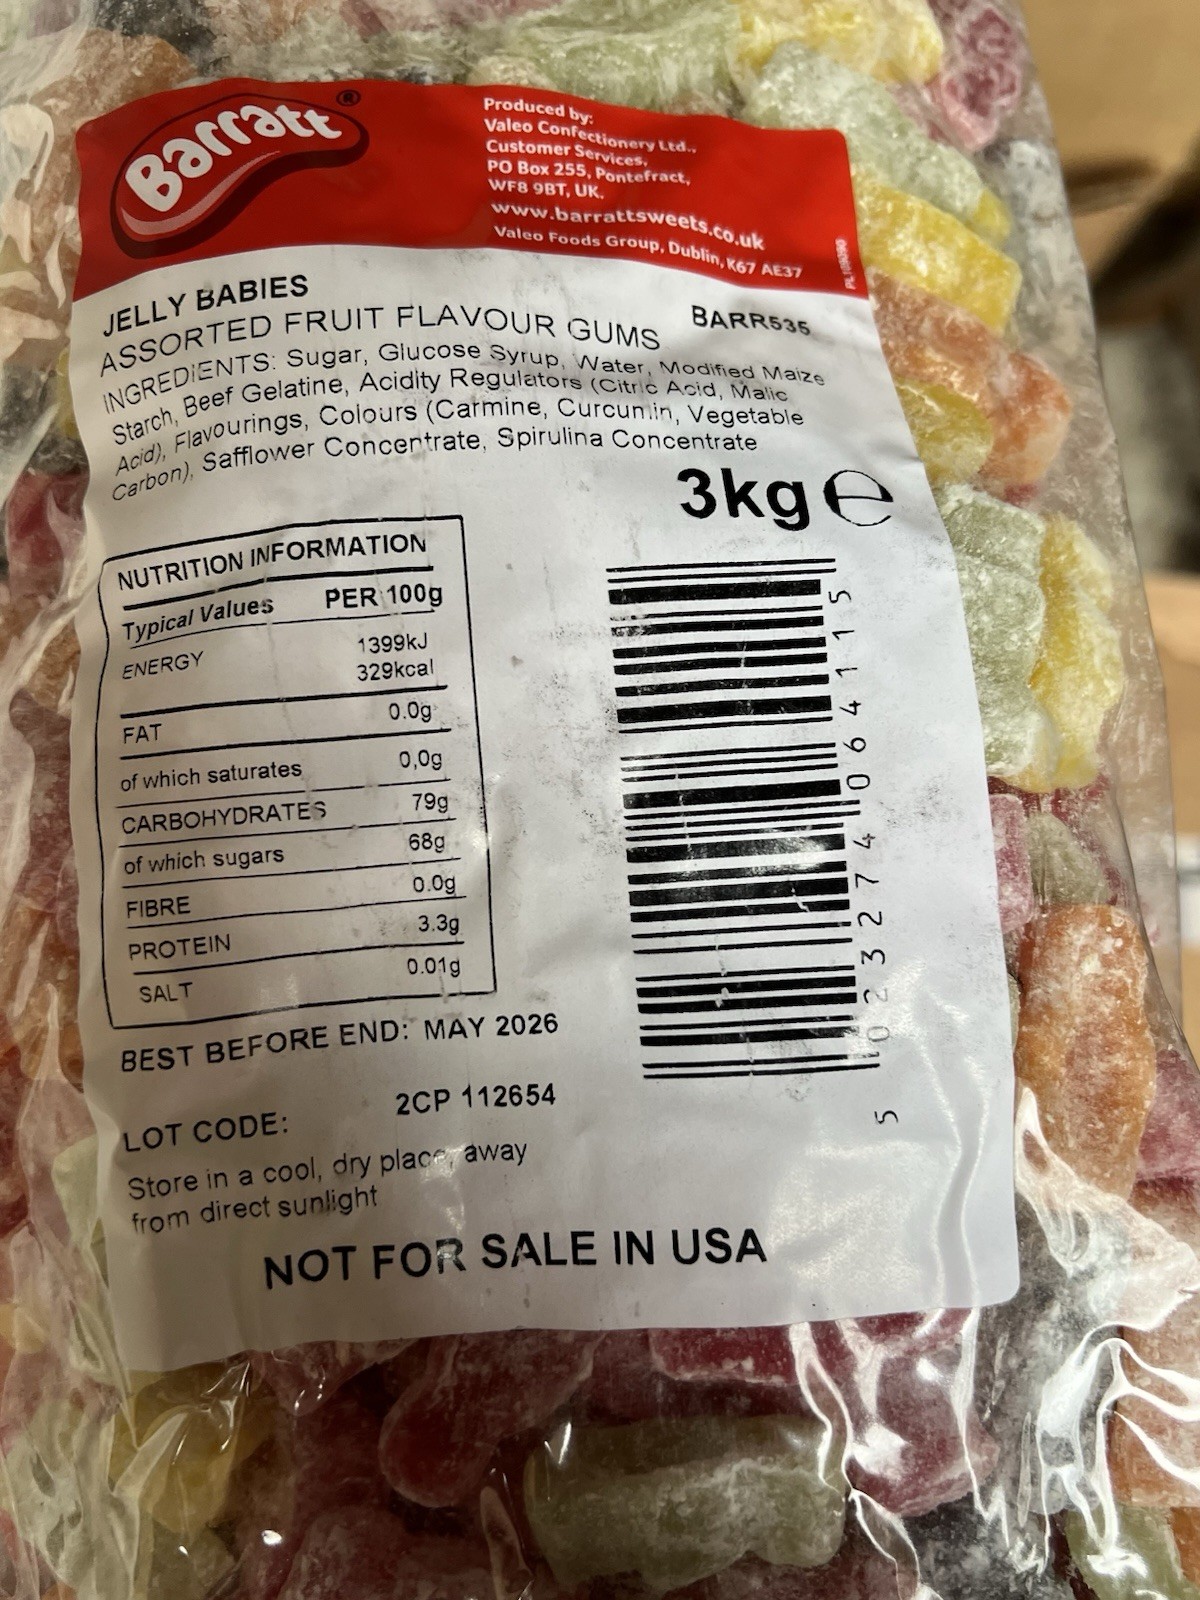 Barratt®
Produced by:
Valeo Confectionery Ltd.,
Customer Services,
PO Box 255, Pontefract,
WF8 9BT, UK.
www.barrattsweets.co.uk
Valeo Foods Group, Dublin, K67 AE37
JELLY BABIES
BARR535
ASSORTED FRUIT FLAVOUR GUMS
INGREDIENTS: Sugar, Glucose Syrup, Water, Modified Maize
Starch, Beef Gelatine, Acidity Regulators (Citric Acid, Malic
Acid), Flavourings, Colours (Carmine, Curcumin, Vegetable
Carbon), Safflower Concentrate, Spirulina Concentrate
3kg e
NUTRITION INFORMATION
Typical Values PER 100g
ENERGY 1399kJ
329kcal
FAT 0.0g
of which saturates 0,0g
CARBOHYDRATES 79g
of which sugars 68g
FIBRE 0.0g
PROTEIN 3.3g
SALT 0.01g
BEST BEFORE END: MAY 2026
LOT CODE: 2CP 112654
Store in a cool, dry place, away
from direct sunlight
NOT FOR SALE IN USA
5 023274 064115